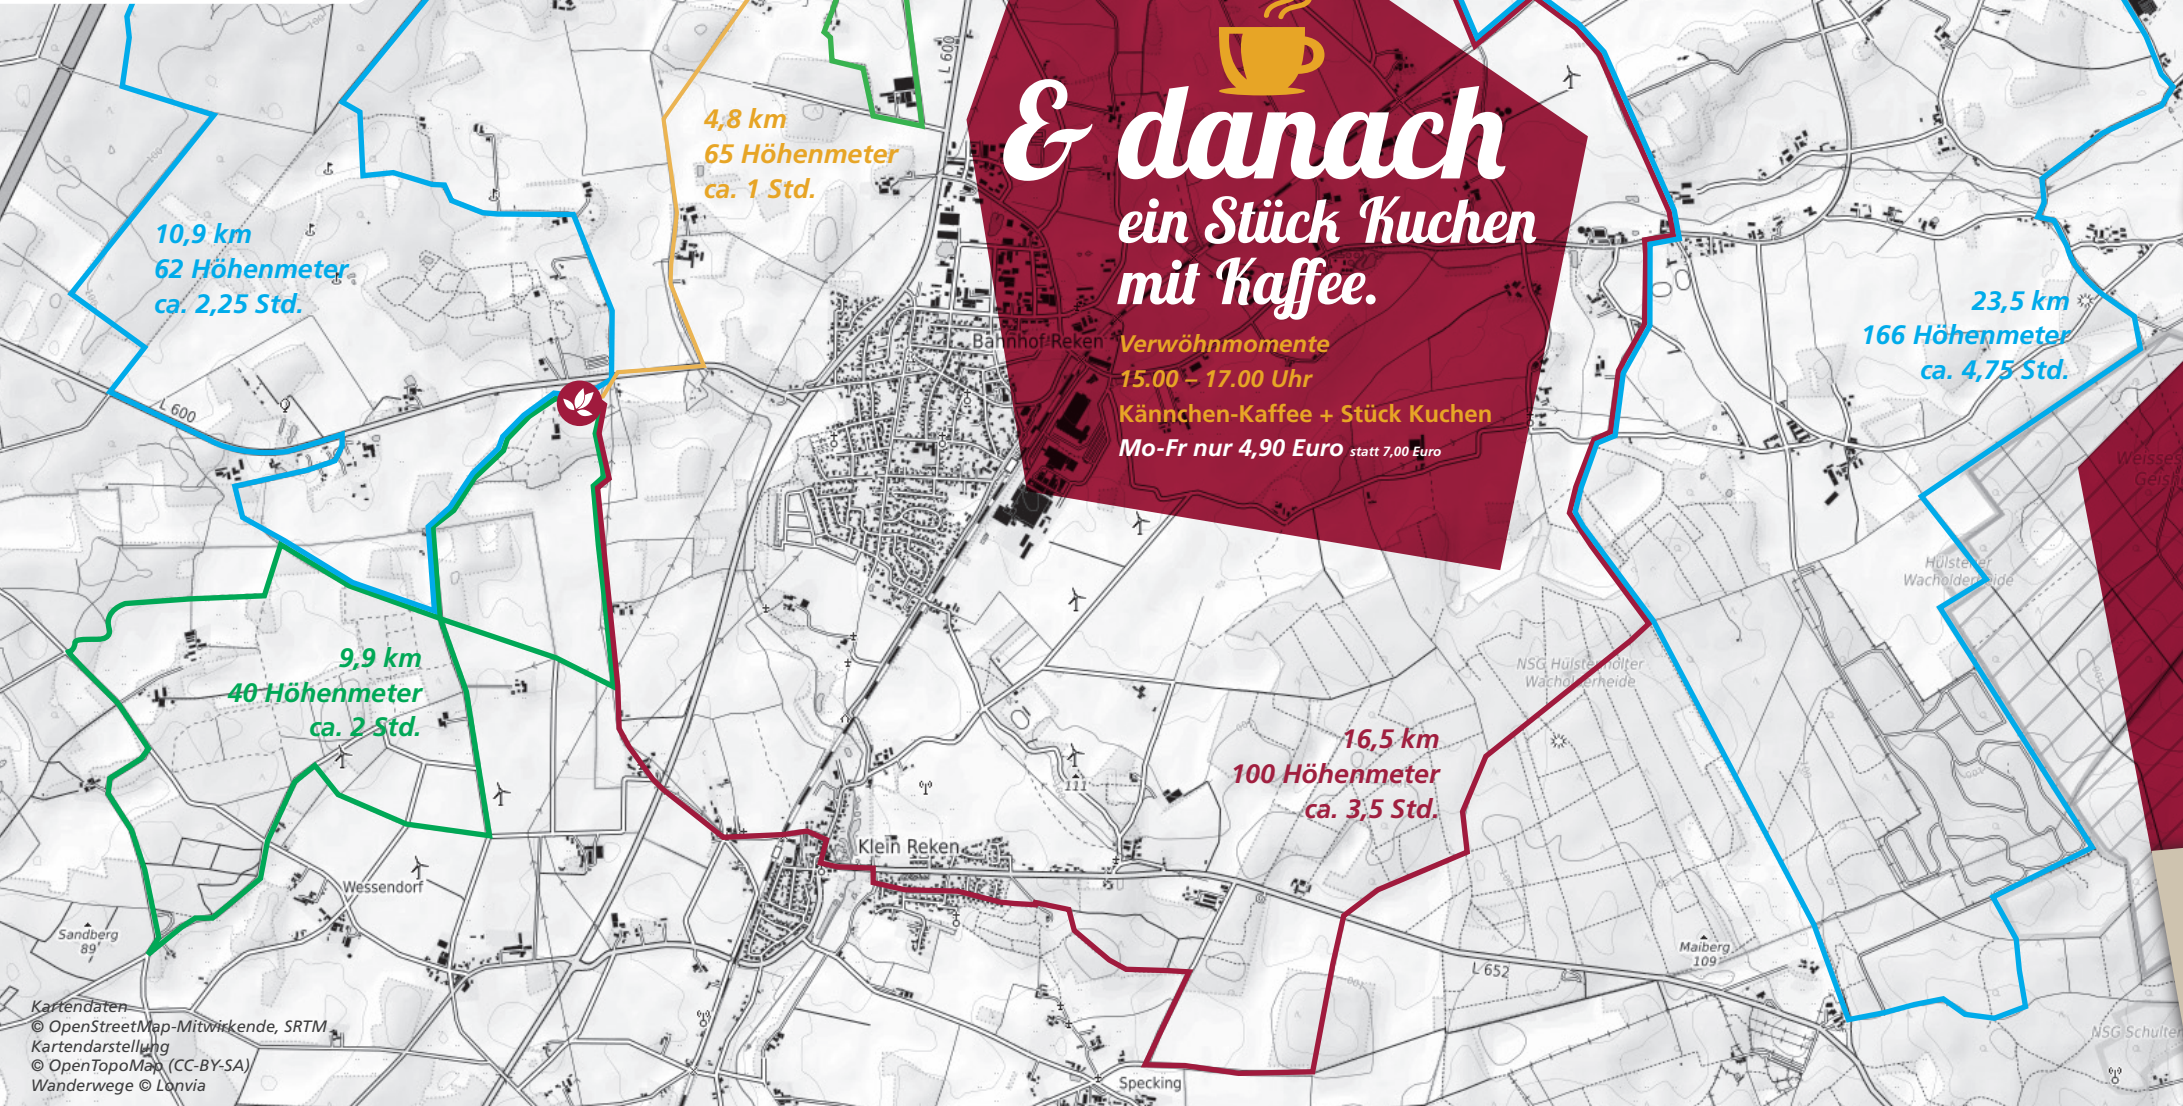 & danach
ein Stück Kuchen
mit Kaffee.
Verwöhnmomente
15.00 – 17.00 Uhr
Kännchen-Kaffee + Stück Kuchen
Mo-Fr nur 4,90 Euro statt 7,00 Euro
4,8 km
65 Höhenmeter
ca. 1 Std.
10,9 km
62 Höhenmeter
ca. 2,25 Std.
23,5 km
166 Höhenmeter
ca. 4,75 Std.
9,9 km
40 Höhenmeter
ca. 2 Std.
16,5 km
100 Höhenmeter
ca. 3,5 Std.
L 600
L 600
Bahnhof Reken
Hülstener
Wacholderheide
NSG Hülsterholter
Wacholderheide
111
Klein Reken
Wessendorf
Sandberg
89
Maiberg
109
L 652
Specking
NSG Schulte
Kartendaten
© OpenStreetMap-Mitwirkende, SRTM
Kartendarstellung
© OpenTopoMap (CC-BY-SA)
Wanderwege © Lonvia